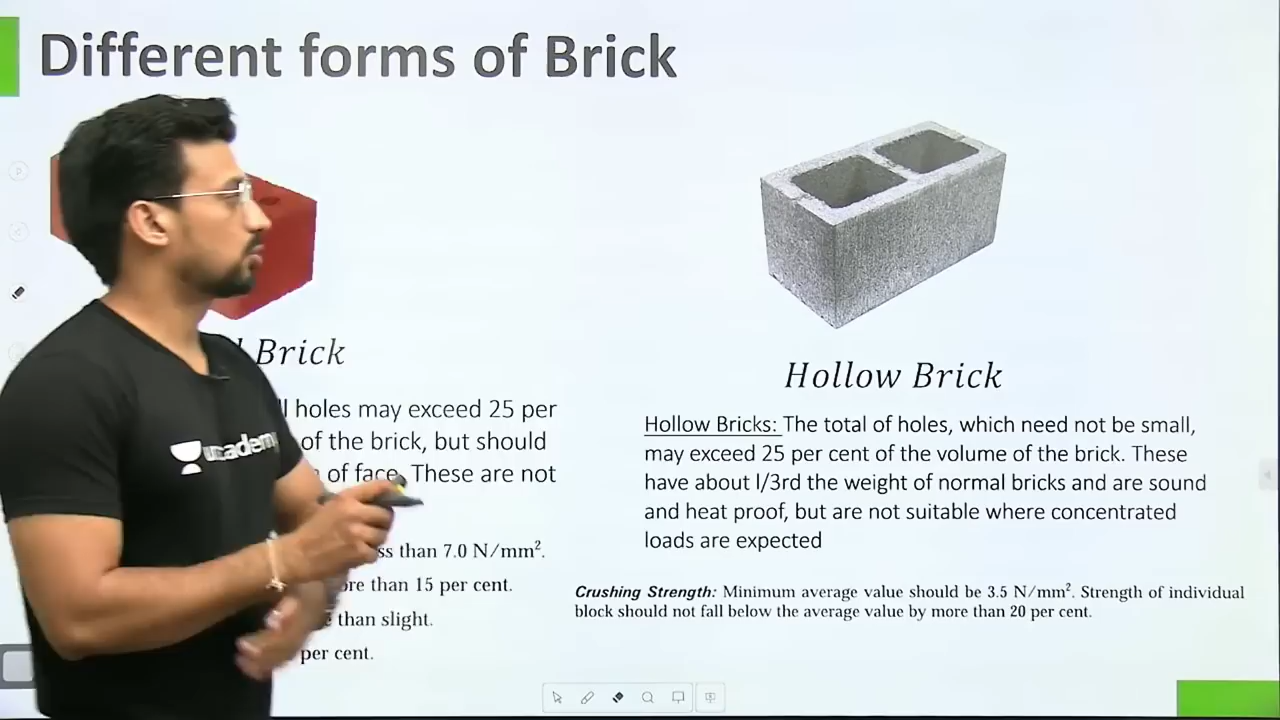 Different forms of Brick
Brick
holes may exceed 25 per
of the brick, but should
of face. These are not
than 7.0 N/mm².
than 15 per cent.
than slight.
per cent.
Hollow Brick
Hollow Bricks: The total of holes, which need not be small,
may exceed 25 per cent of the volume of the brick. These
have about l/3rd the weight of normal bricks and are sound
and heat proof, but are not suitable where concentrated
loads are expected
Crushing Strength: Minimum average value should be 3.5 N/mm². Strength of individual
block should not fall below the average value by more than 20 per cent.
unacademy